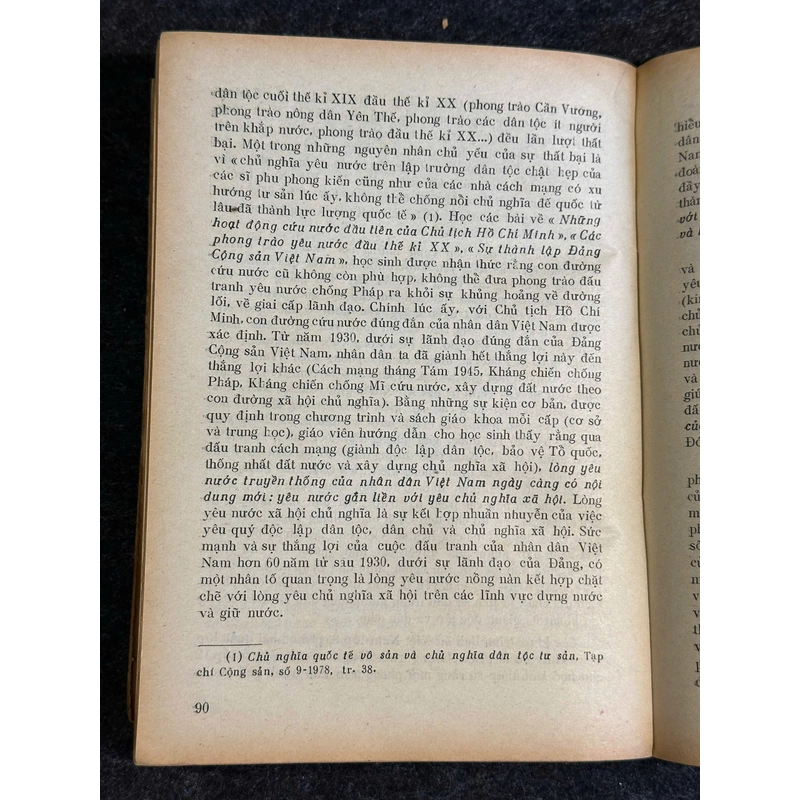 dân tộc cuối thế kỉ XIX đầu thế kỉ XX (phong trào Cần Vương,
phong trào nông dân Yên Thế, phong trào các dân tộc ít người
trên khắp nước, phong trào đầu thế kỉ XX...) đều lần lượt thất
bại. Một trong những nguyên nhân chủ yếu của sự thất bại là
vì « chủ nghĩa yêu nước trên lập trường dân tộc chật hẹp của
các sĩ phu phong kiến cũng như của các nhà cách mạng có xu
hướng tư sản lúc ấy, không thể chống nổi chủ nghĩa đế quốc từ
lâu đã thành lực lượng quốc tế » (1). Học các bài về « Những
hoạt động cứu nước đầu tiên của Chủ tịch Hồ Chí Minh », « Các
phong trào yêu nước đầu thế kỉ XX », « Sự thành lập Đảng
Cộng sản Việt Nam », học sinh được nhận thức rằng con đường
cứu nước cũ không còn phù hợp, không thể đưa phong trào đấu
tranh yêu nước chống Pháp ra khỏi sự khủng hoảng về đường
lối, về giai cấp lãnh đạo. Chính lúc ấy, với Chủ tịch Hồ Chí
Minh, con đường cứu nước đúng đắn của nhân dân Việt Nam được
xác định. Từ năm 1930, dưới sự lãnh đạo đúng đắn của Đảng
Cộng sản Việt Nam, nhân dân ta đã giành hết thắng lợi này đến
thắng lợi khác (Cách mạng tháng Tám 1945, Kháng chiến chống
Pháp, Kháng chiến chống Mĩ cứu nước, xây dựng đất nước theo
con đường xã hội chủ nghĩa). Bằng những sự kiện cơ bản, được
quy định trong chương trình và sách giáo khoa mỗi cấp (cơ sở
và trung học), giáo viên hướng dẫn cho học sinh thấy rằng qua
đấu tranh cách mạng (giành độc lập dân tộc, bảo vệ Tổ quốc,
thống nhất đất nước và xây dựng chủ nghĩa xã hội), lòng yêu
nước truyền thống của nhân dân Việt Nam ngày càng có nội
dung mới : yêu nước gắn liền với yêu chủ nghĩa xã hội. Lòng
yêu nước xã hội chủ nghĩa là sự kết hợp nhuần nhuyễn của việc
yêu quý độc lập dân tộc, dân chủ và chủ nghĩa xã hội. Sức
mạnh và sự thắng lợi của cuộc đấu tranh của nhân dân Việt
Nam hơn 60 năm từ sau 1930, dưới sự lãnh đạo của Đảng, có
một nhân tố quan trọng là lòng yêu nước nồng nàn kết hợp chặt
chẽ với lòng yêu chủ nghĩa xã hội trên các lĩnh vực dựng nước
và giữ nước.
(1) Chủ nghĩa quốc tế vô sản và chủ nghĩa dân tộc tư sản, Tạp
chí Cộng sản, số 9-1978, tr. 38.
90